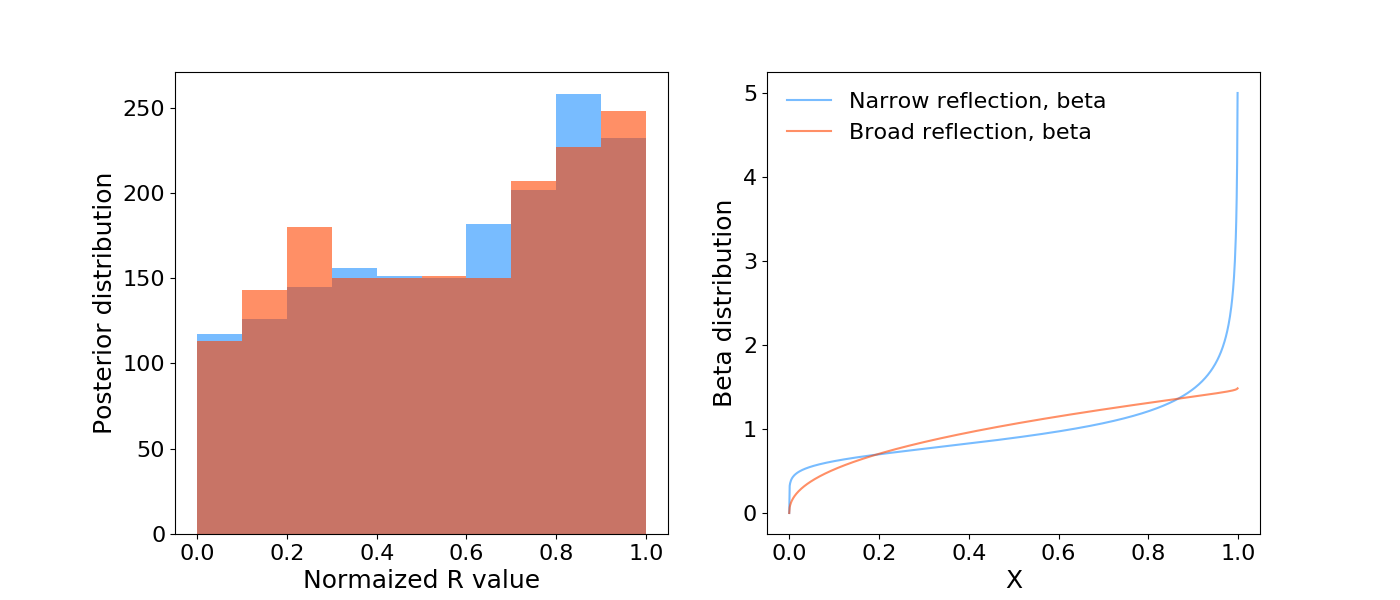 250
200
150
100
50
0
Posterior distribution
0.0 0.2 0.4 0.6 0.8 1.0
Normaized R value
Narrow reflection, beta
Broad reflection, beta
5
4
3
2
1
0
Beta distribution
0.0 0.2 0.4 0.6 0.8 1.0
X